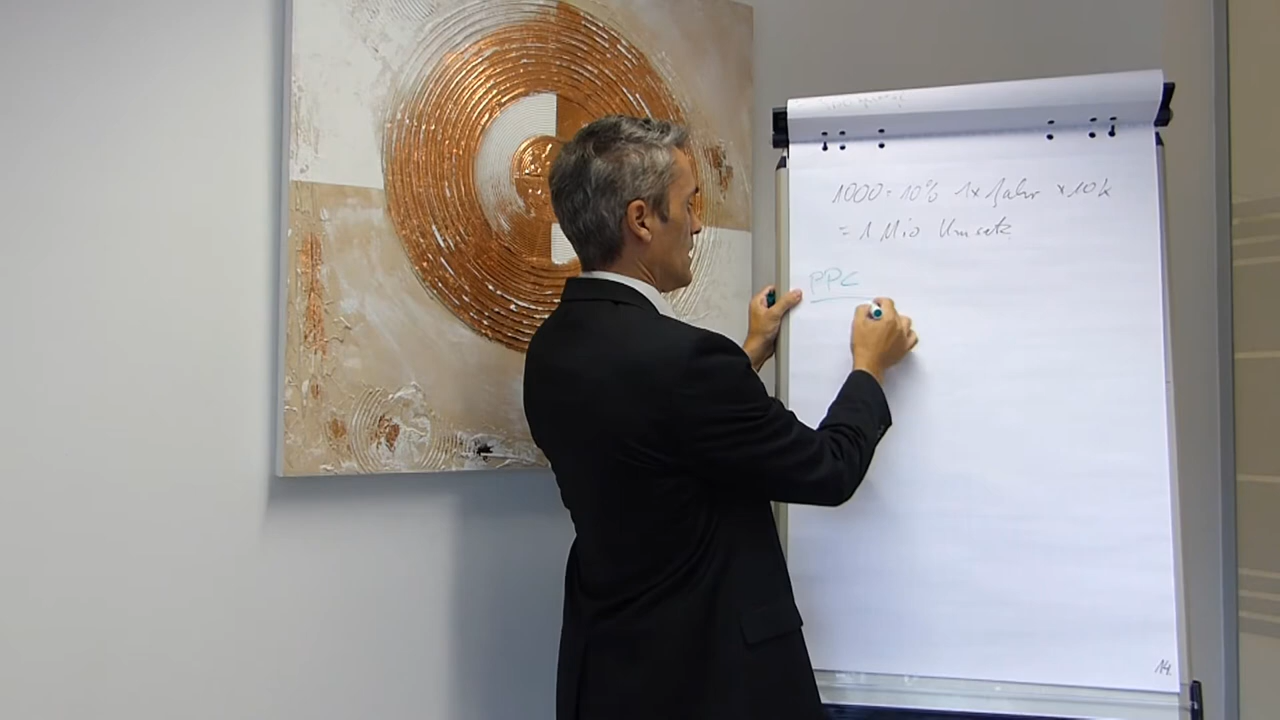 1000 = 10% 1x Jahr x 10k
= 1 Mio Umsatz
PPC
14